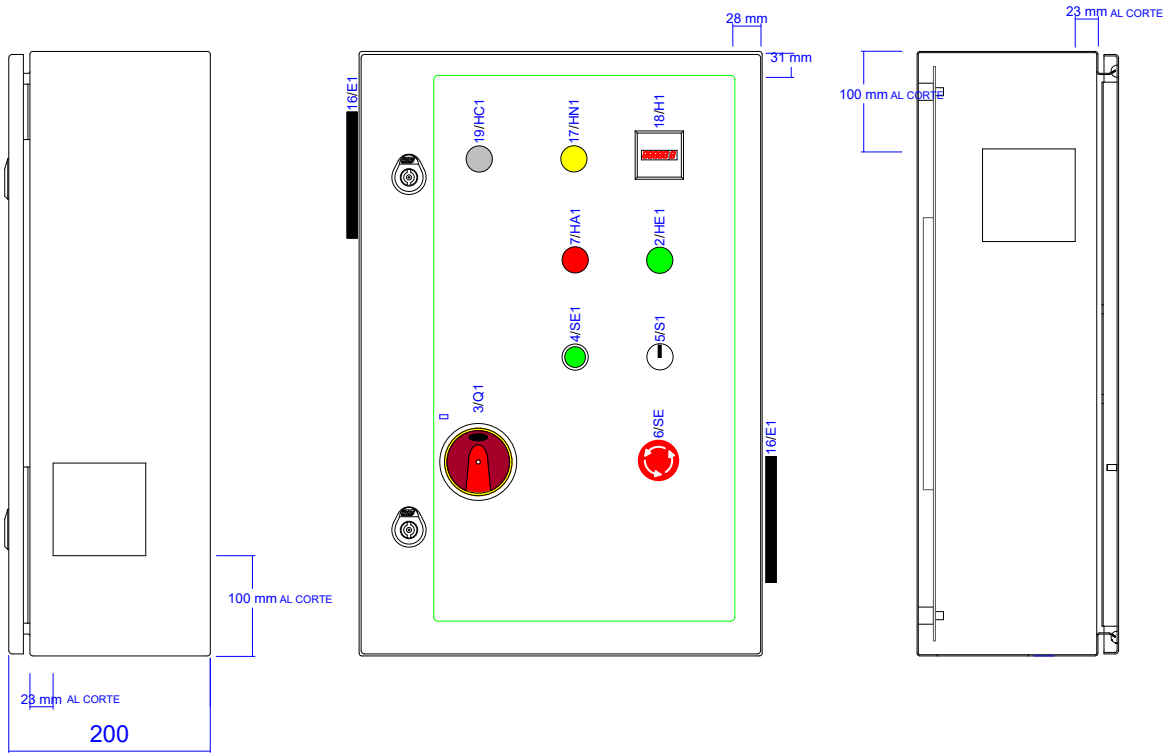 28 mm
23 mm AL CORTE
31 mm
100 mm AL CORTE
16/E1
19/HC1
17/HN1
18/H1
7/HA1
2/HE1
4/SE1
5/S1
3/Q1
6/SE
16/E1
100 mm AL CORTE
23 mm AL CORTE
200